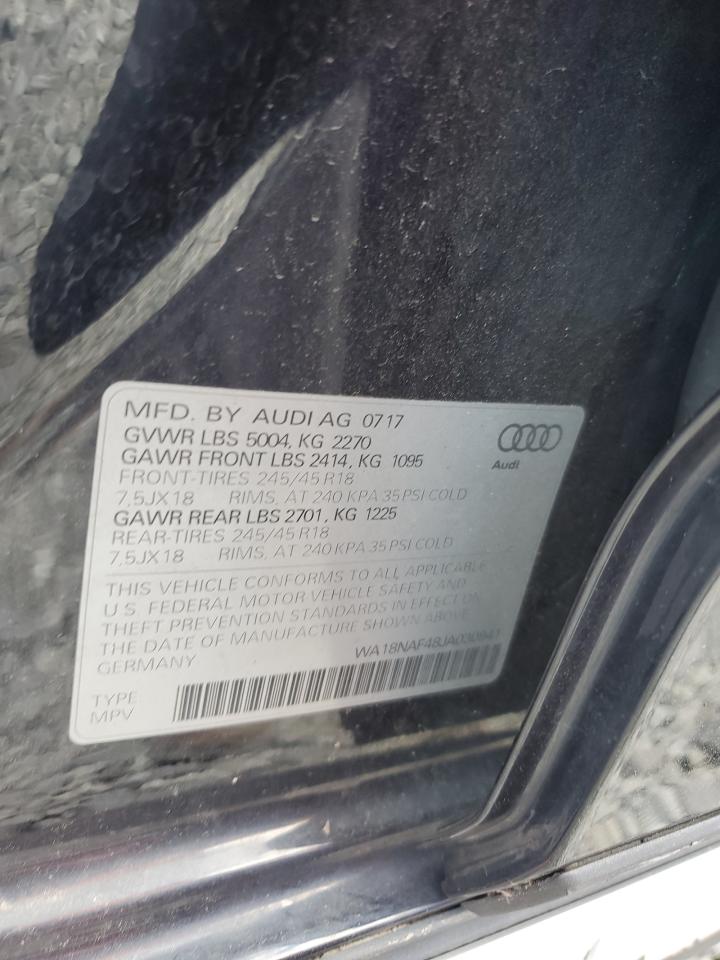 MFD. BY AUDI AG 07 17
GVWR LBS 5004, KG 2270
GAWR FRONT LBS 2414, KG 1095
FRONT-TIRES 245/45 R18
7,5JX18 RIMS, AT 240 KPA 35 PSI COLD
GAWR REAR LBS 2701, KG 1225
REAR-TIRES 245/45 R18
7,5JX18 RIMS, AT 240 KPA 35 PSI COLD
Audi
THIS VEHICLE CONFORMS TO ALL APPLICABLE
U.S. FEDERAL MOTOR VEHICLE SAFETY AND
THEFT PREVENTION STANDARDS IN EFFECT ON
THE DATE OF MANUFACTURE SHOWN ABOVE
GERMANY
TYPE
MPV